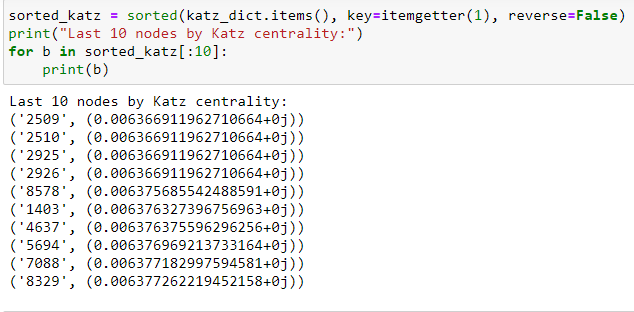 sorted_katz = sorted(katz_dict.items(), key=itemgetter(1), reverse=False)
print("Last 10 nodes by Katz centrality:")
for b in sorted_katz[:10]:
    print(b)
Last 10 nodes by Katz centrality:
('2509', (0.006366911962710664+0j))
('2510', (0.006366911962710664+0j))
('2925', (0.006366911962710664+0j))
('2926', (0.006366911962710664+0j))
('8578', (0.006375685542488591+0j))
('1403', (0.006376327396756963+0j))
('4637', (0.006376375596296256+0j))
('5694', (0.006376969213733164+0j))
('7088', (0.006377182997594581+0j))
('8329', (0.006377262219452158+0j))